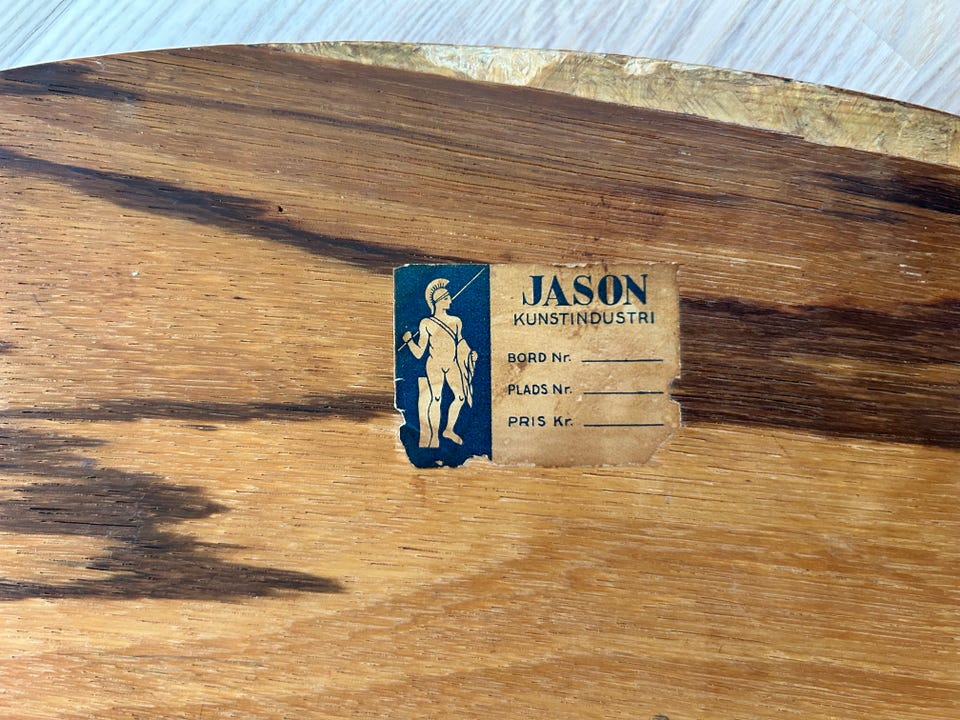 JASON
KUNSTINDUSTRI
BORD Nr.
PLADS Nr.
PRIS Kr.